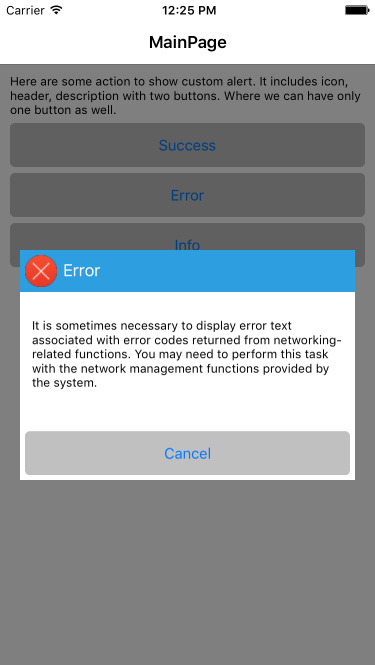 Carrier 12:25 PM
MainPage
Here are some action to show custom alert. It includes icon,
header, description with two buttons. Where we can have only
one button as well.
Success
Error
Info
Error
It is sometimes necessary to display error text
associated with error codes returned from networking-
related functions. You may need to perform this task
with the network management functions provided by
the system.
Cancel